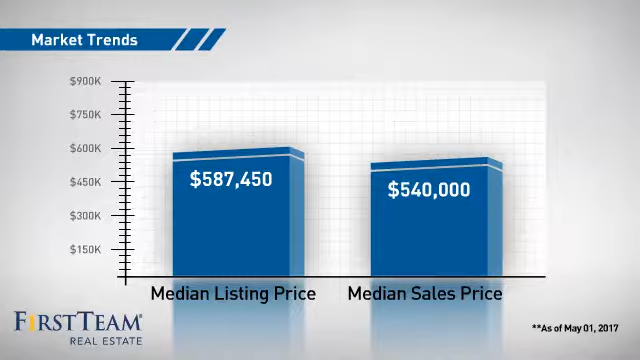 Market Trends
$900K
$750K
$600K
$450K
$300K
$150K
$587,450
$540,000
Median Listing Price
Median Sales Price
FIRSTTEAM®
REAL ESTATE
**As of May 01, 2017